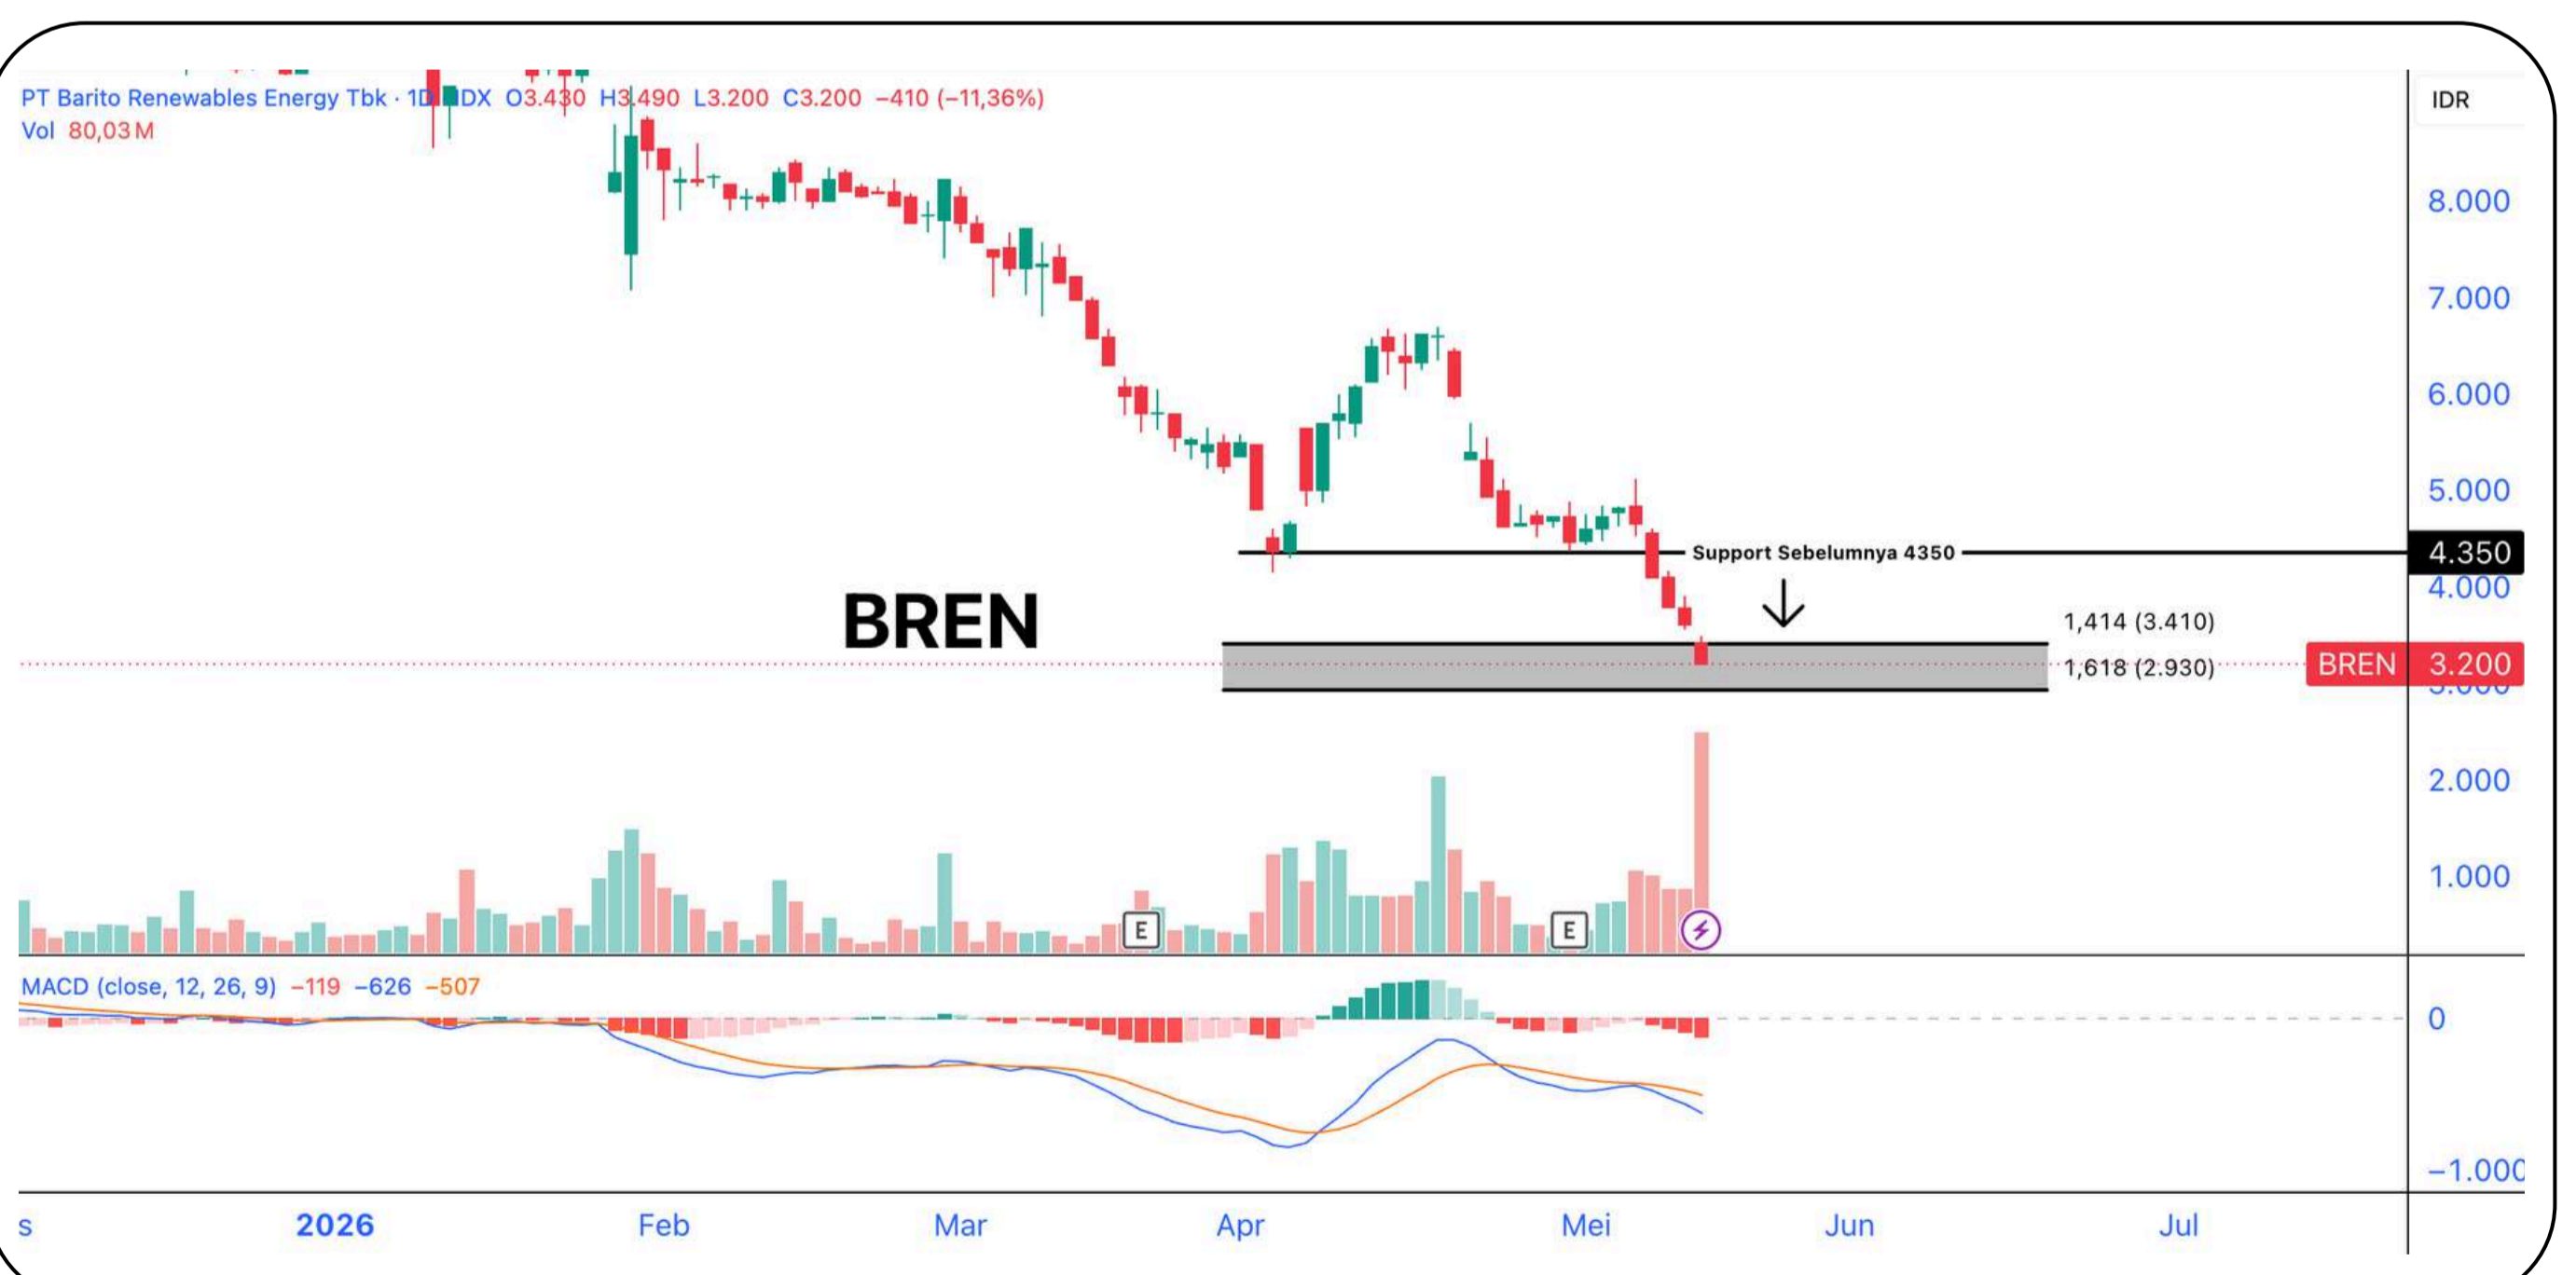 PT Barito Renewables Energy Tbk · 1D IDX O3.430 H3.490 L3.200 C3.200 −410 (−11,36%)
Vol 80,03 M
IDR
8.000
7.000
6.000
5.000
Support Sebelumnya 4350
4.350
4.000
BREN
1,414 (3.410)
1,618 (2.930)
BREN 3.200
3.000
2.000
1.000
E
E
MACD (close, 12, 26, 9) −119 −626 −507
0
−1.000
s 2026 Feb Mar Apr Mei Jun Jul